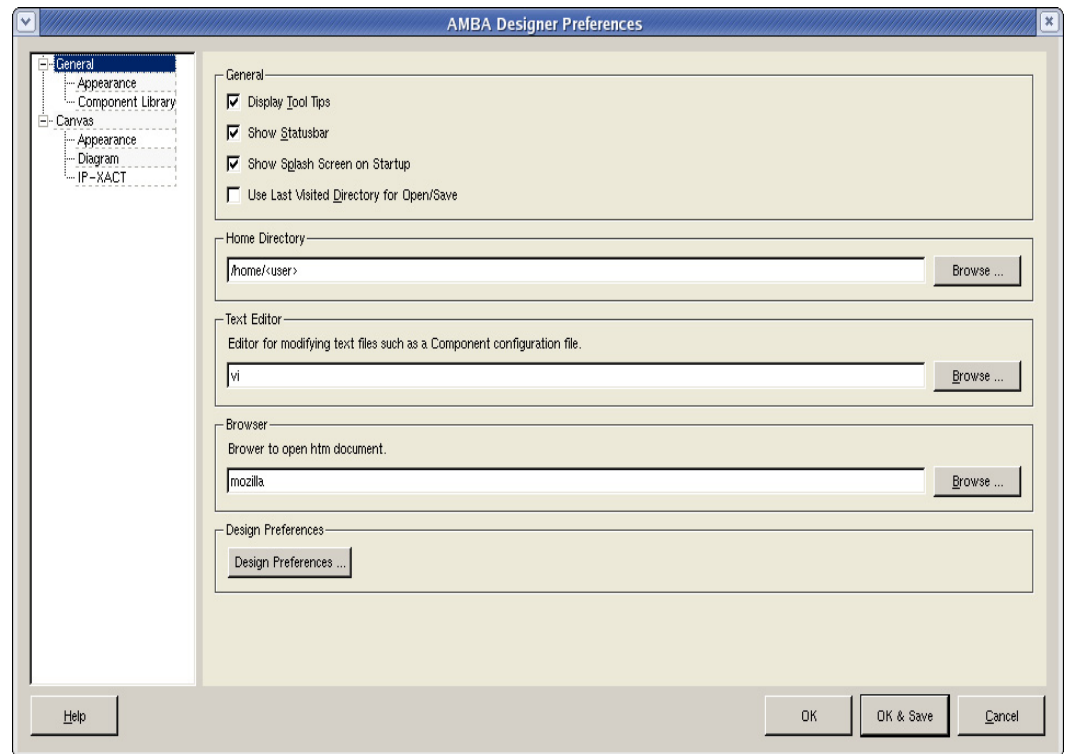 AMBA Designer Preferences
General
Appearance
Component Library
Canvas
Appearance
Diagram
IP-XACT
General
Display Tool Tips
Show Statusbar
Show Splash Screen on Startup
Use Last Visited Directory for Open/Save
Home Directory
/home/<user>
Browse ...
Text Editor
Editor for modifying text files such as a Component configuration file.
vi
Browse ...
Browser
Brower to open htm document.
mozilla
Browse ...
Design Preferences
Design Preferences ...
Help
OK
OK & Save
Cancel